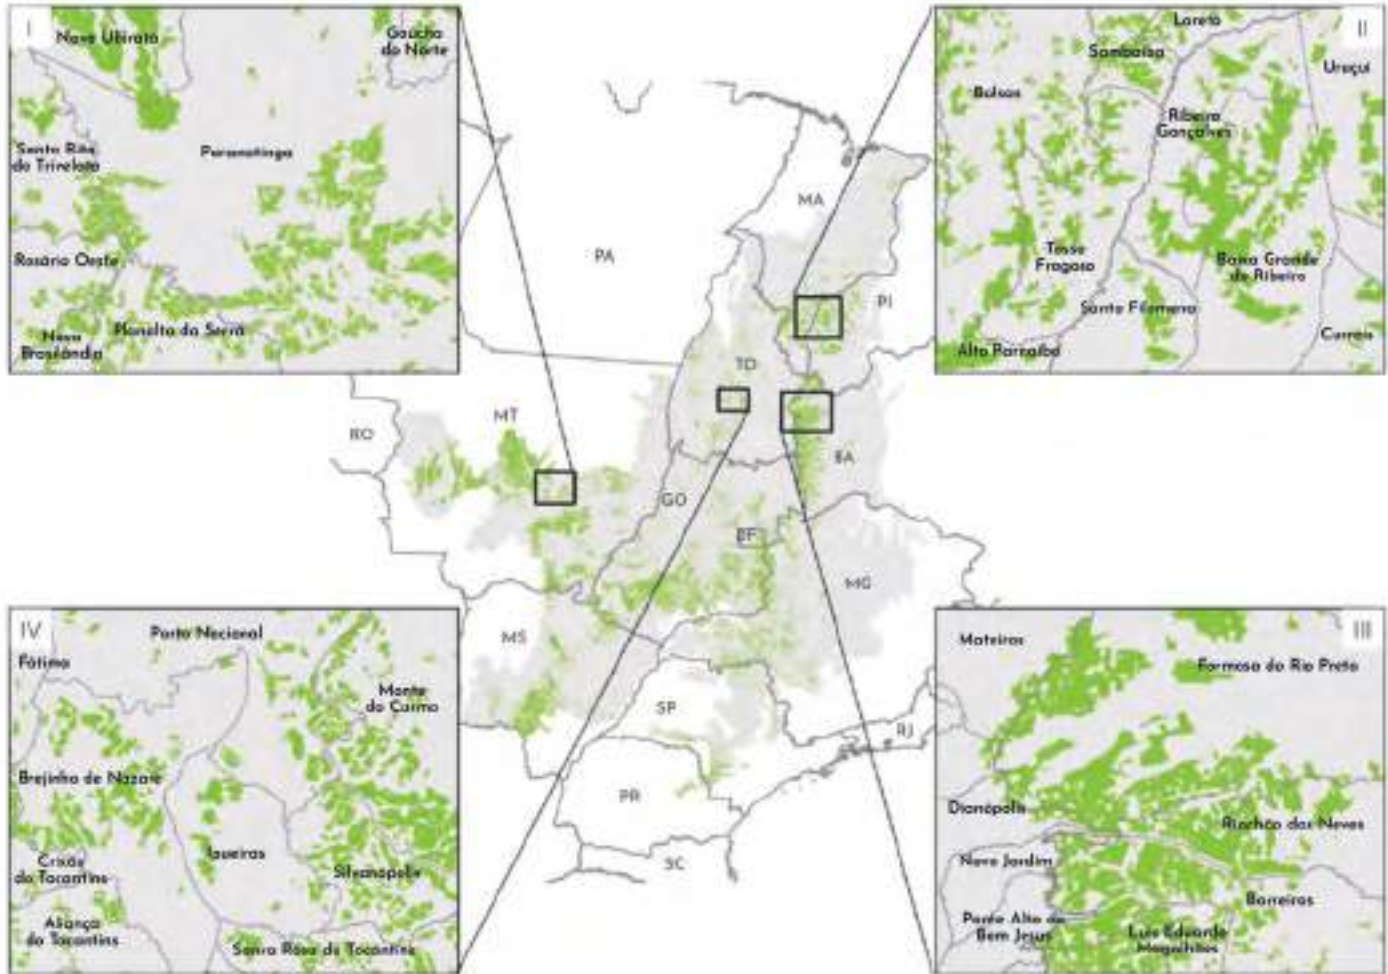 I
Nova Ubiratã
Gaúcha
do Norte
Santa Rita
do Trivelato
Paranatinga
Rosário Oeste
Nova
Brasilândia
Planalto da Serra
II
Loreto
Sambaíba
Uruçuí
Balsas
Ribeiro
Gonçalves
Tasso
Fragoso
Baixa Grande
do Ribeiro
Santa Filomena
Currais
Alto Parnaíba
MA
PA
PI
TO
MT
RO
BA
GO
DF
MG
MS
SP
RJ
PR
SC
IV
Porto Nacional
Fátima
Monte
do Carmo
Brejinho de Nazaré
Ipueiras
Crixás
do Tocantins
Silvanópolis
Aliança
do Tocantins
Santa Rosa do Tocantins
III
Mateiros
Formosa do Rio Preto
Dianópolis
Riachão das Neves
Novo Jardim
Barreiras
Ponte Alta do
Bom Jesus
Luís Eduardo
Magalhães